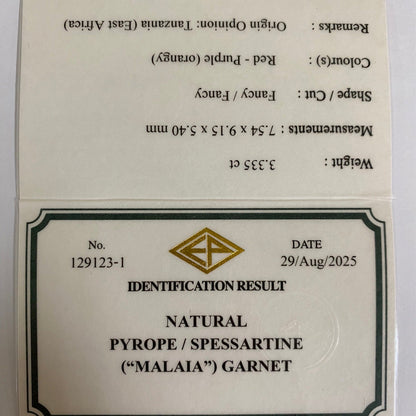 Remarks : Origin Opinion: Tanzania (East Africa)
Colour(s) : Red - Purple (orangy)
Shape / Cut : Fancy / Fancy
Measurements : 7.54 x 9.15 x 5.40 mm
Weight : 3.335 ct
No. DATE
129123-1 29/Aug/2025
IDENTIFICATION RESULT
NATURAL
PYROPE / SPESSARTINE
(“MALAIA”) GARNET